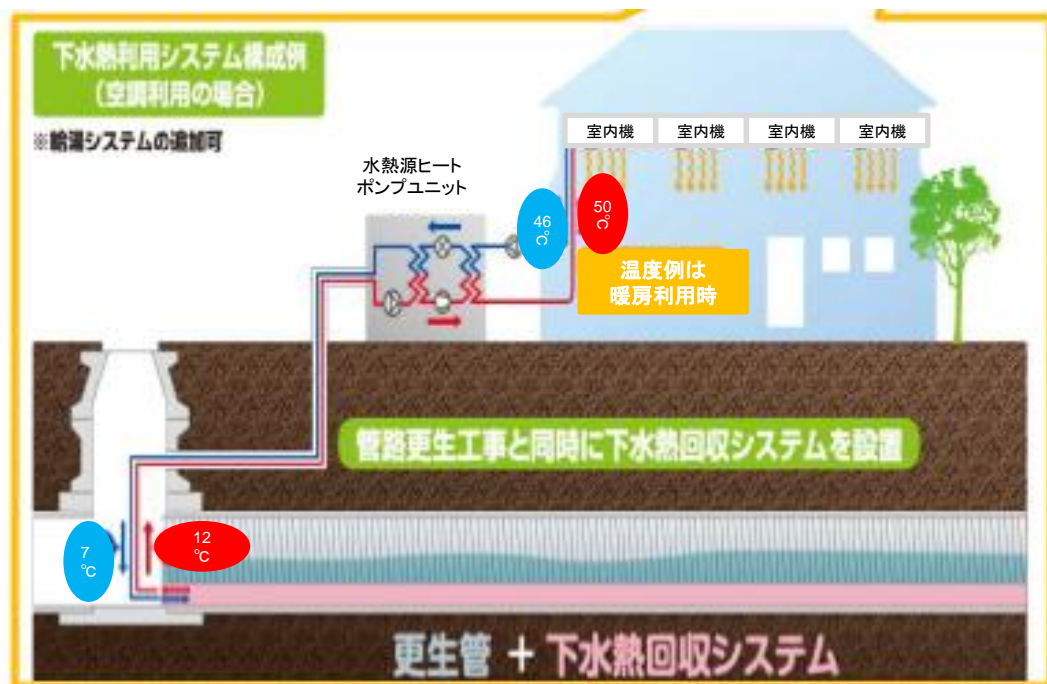 下水熱利用システム構成例
（空調利用の場合）
※給湯システムの追加可
室内機 室内機 室内機 室内機
水熱源ヒート
ポンプユニット
46
℃
50
℃
温度例は
暖房利用時
管路更生工事と同時に下水熱回収システムを設置
7
℃
12
℃
更生管 + 下水熱回収システム